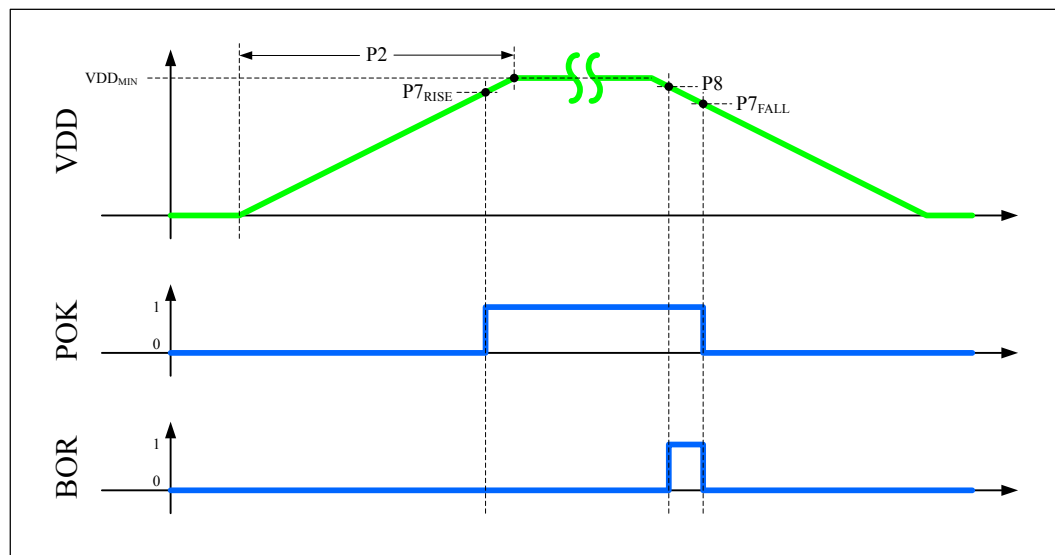 P2
VDD_MIN
P7_RISE
P8
P7_FALL
VDD
POK
1
0
BOR
1
0